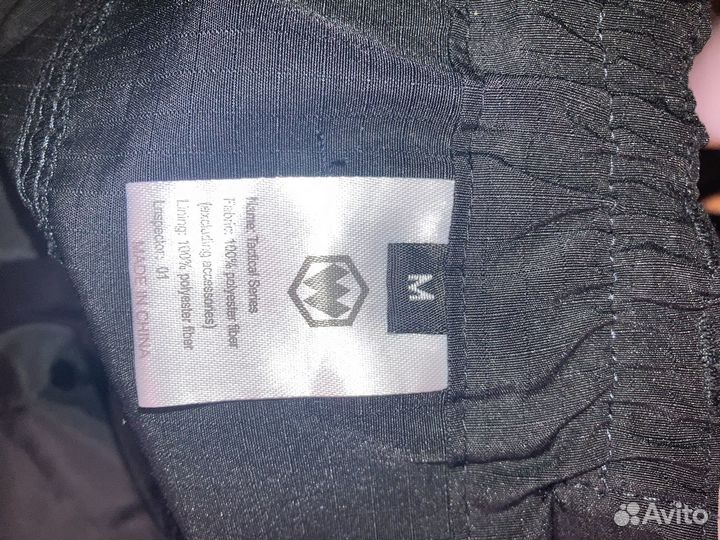 M
Name: Tactical Series
Fabric: 100% polyester fiber
(excluding accessories)
Lining: 100% polyester fiber
Inspector: 01
MADE IN CHINA
Avito